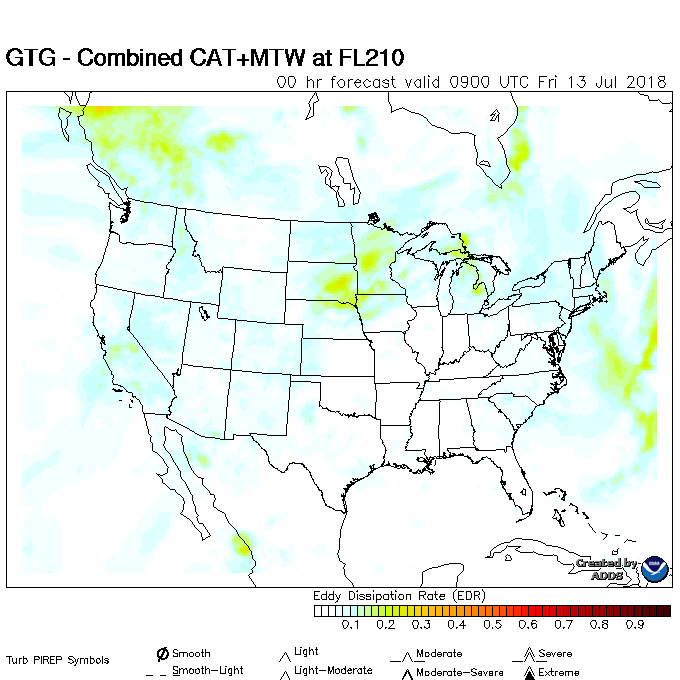 GTG - Combined CAT+MTW at FL210
00 hr forecast valid 0900 UTC Fri 13 Jul 2018
Created by
ADDS
Eddy Dissipation Rate (EDR)
0.1 0.2 0.3 0.4 0.5 0.6 0.7 0.8 0.9
Turb PIREP Symbols
Smooth Light Moderate Severe
Smooth-Light Light-Moderate Moderate-Severe Extreme